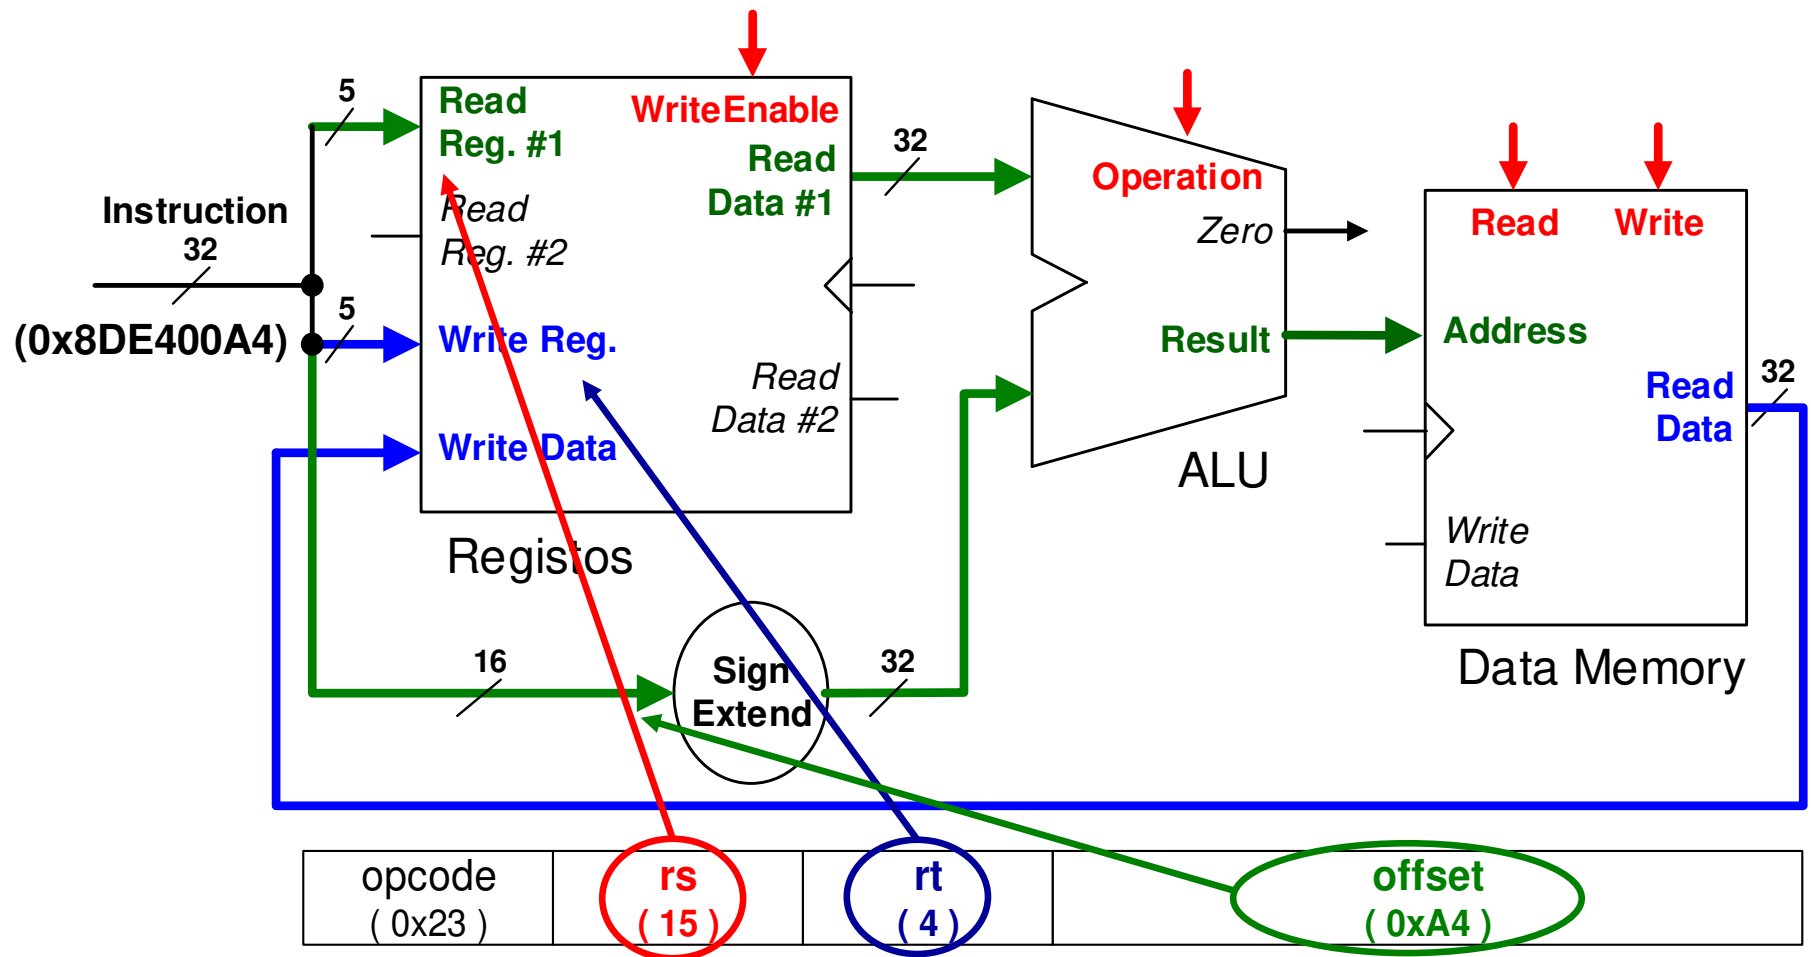 5
Read
Reg. #1
WriteEnable
Read
Data #1
32
Operation
Zero
Read
Write
Instruction
32
(0x8DE400A4)
Read
Reg. #2
5
Write Reg.
Write Data
Read
Data #2
Result
Address
Read
Data
32
ALU
Write
Data
Registos
Data Memory
16
Sign
Extend
32
opcode
( 0x23 )
rs
( 15 )
rt
( 4 )
offset
( 0xA4 )